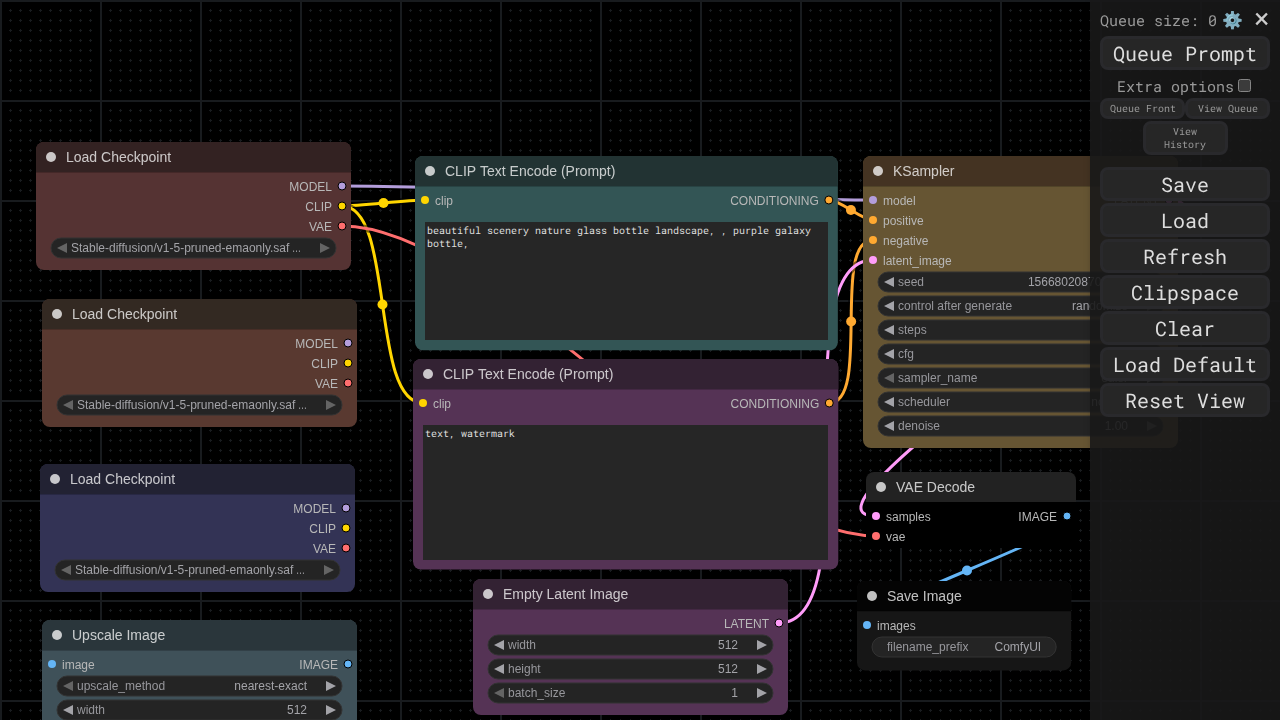 Queue size: 0
Queue Prompt
Extra options
Queue Front
View Queue
View
History
Save
Load
Refresh
Clipspace
Clear
Load Default
Reset View
Load Checkpoint
MODEL
CLIP
VAE
Stable-diffusion/v1-5-pruned-emaonly.saf ...
Load Checkpoint
MODEL
CLIP
VAE
Stable-diffusion/v1-5-pruned-emaonly.saf ...
Load Checkpoint
MODEL
CLIP
VAE
Stable-diffusion/v1-5-pruned-emaonly.saf ...
Upscale Image
image IMAGE
upscale_method nearest-exact
width 512
CLIP Text Encode (Prompt)
clip CONDITIONING
beautiful scenery nature glass bottle landscape, , purple galaxy
bottle,
CLIP Text Encode (Prompt)
clip CONDITIONING
text, watermark
Empty Latent Image
LATENT
width 512
height 512
batch_size 1
KSampler
model
positive
negative
latent_image
seed
control after generate
steps
cfg
sampler_name
scheduler
denoise 1.00
VAE Decode
samples IMAGE
vae
Save Image
images
filename_prefix ComfyUI